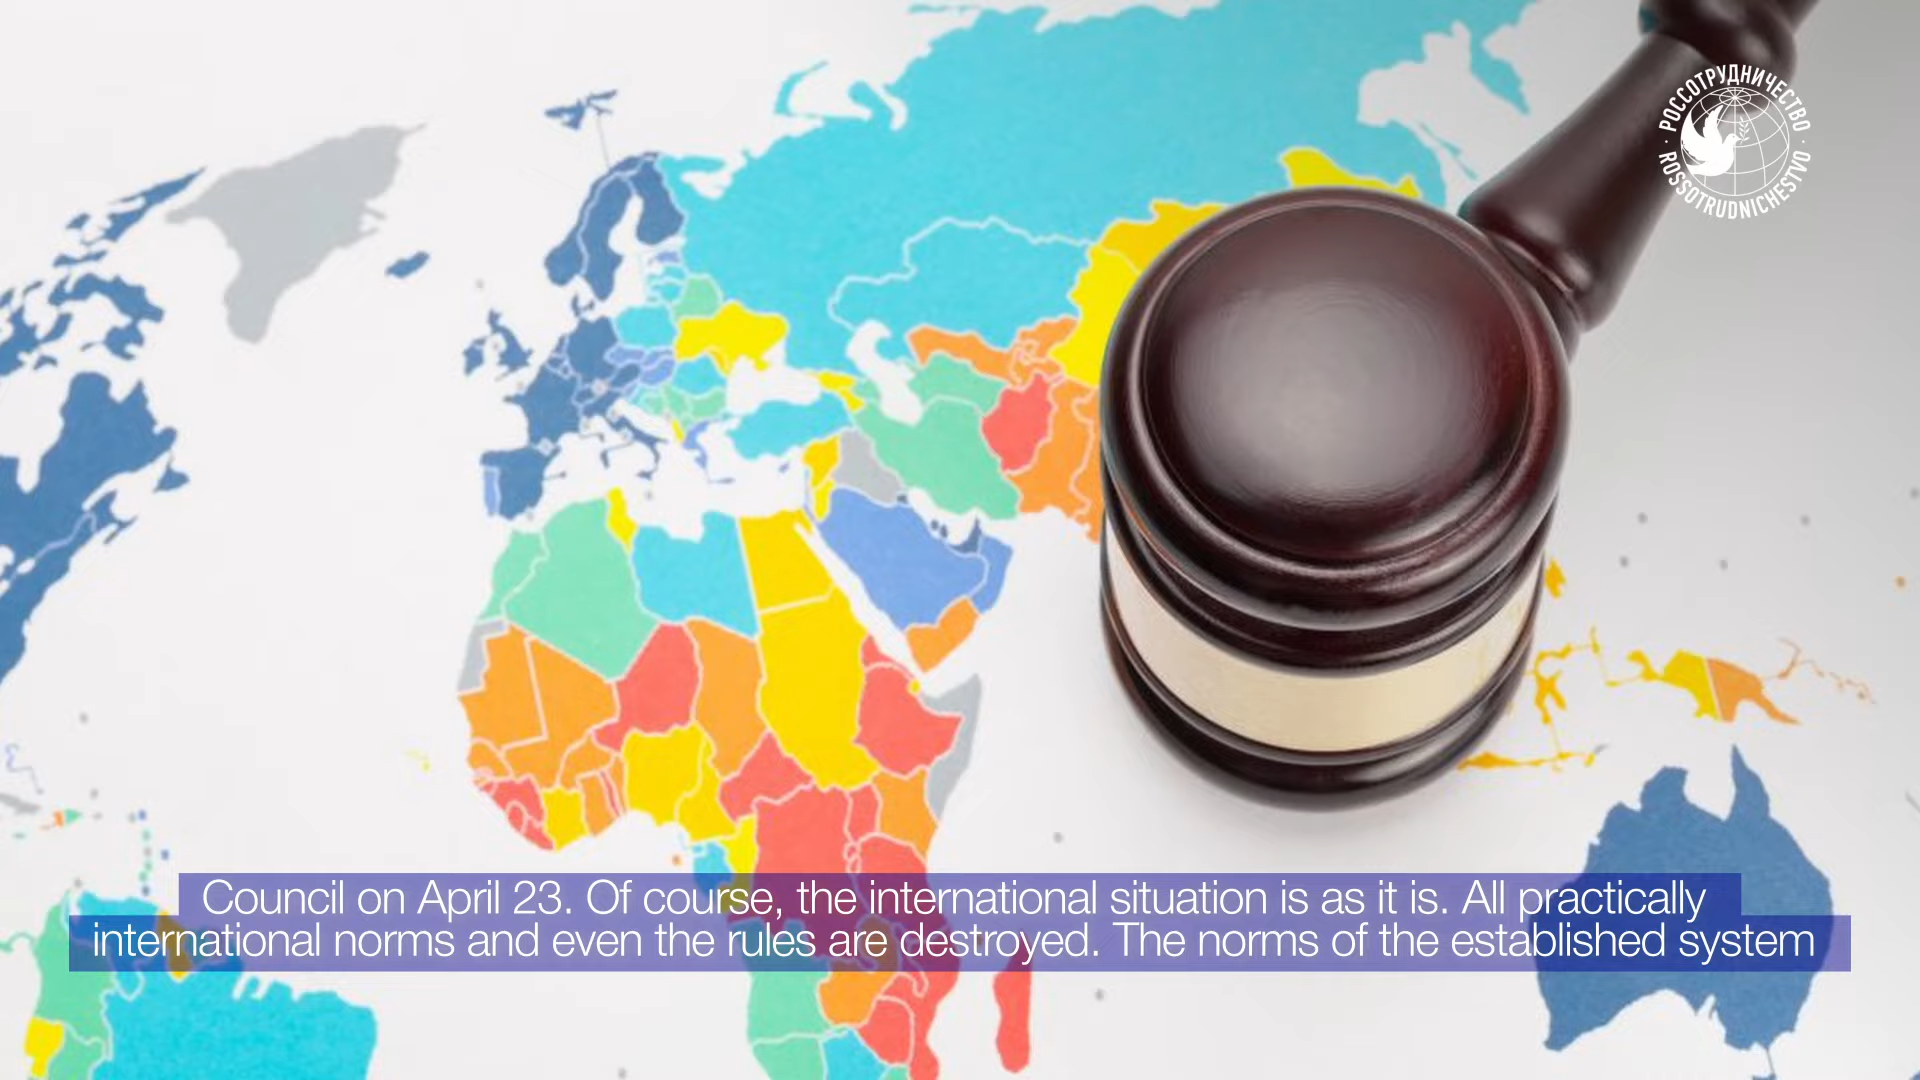 РОССОТРУДНИЧЕСТВО
ROSSOTRUDNICHESTVO
Council on April 23. Of course, the international situation is as it is. All practically
international norms and even the rules are destroyed. The norms of the established system